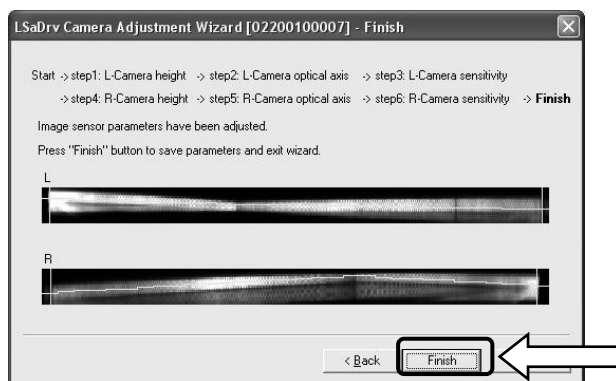 LSaDrv Camera Adjustment Wizard [02200100007] - Finish
Start -> step1: L-Camera height -> step2: L-Camera optical axis -> step3: L-Camera sensitivity
-> step4: R-Camera height -> step5: R-Camera optical axis -> step6: R-Camera sensitivity -> Finish
Image sensor parameters have been adjusted.
Press "Finish" button to save parameters and exit wizard.
L
R
< Back Finish